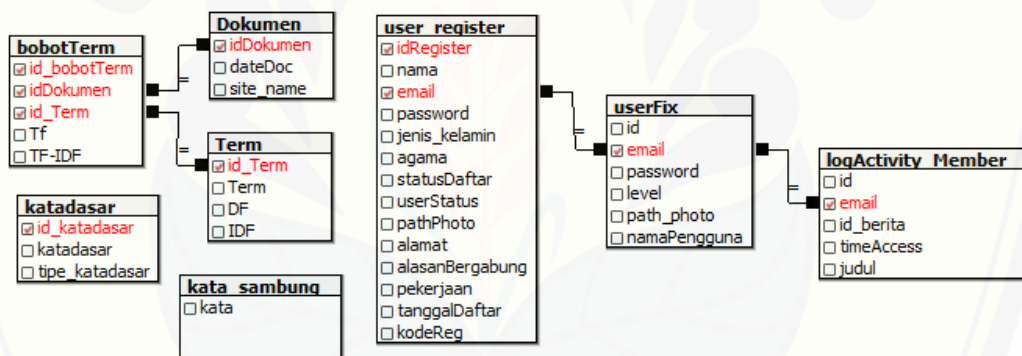 bobotTerm
id_bobotTerm
idDokumen
id_Term
Tf
TF-IDF
Dokumen
idDokumen
dateDoc
site_name
=
Term
id_Term
Term
DF
IDF
=
katadasar
id_katadasar
katadasar
tipe_katadasar
kata_sambung
kata
user_register
idRegister
nama
email
password
jenis_kelamin
agama
statusDaftar
userStatus
pathPhoto
alamat
alasanBergabung
pekerjaan
tanggalDaftar
kodeReg
=
userFix
id
email
password
level
path_photo
namaPengguna
=
logActivity_Member
id
email
id_berita
timeAccess
judul